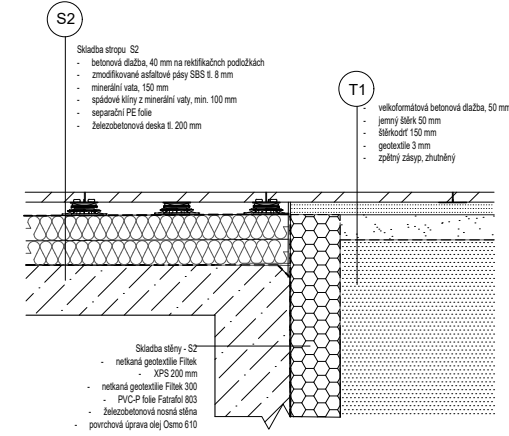 S2
Skladba stropu S2
- betonová dlažba, 40 mm na rektifikačnch podložkách
- zmodifikované asfaltové pásy SBS tl. 8 mm
- minerální vata, 150 mm
- spádové klíny z minerální vaty, min. 100 mm
- separační PE folie
- železobetonová deska tl. 200 mm
T1
- velkoformátová betonová dlažba, 50 mm
- jemný štěrk 50 mm
- štěrkodrť 150 mm
- geotextile 3 mm
- zpětný zásyp, zhutněný
Skladba stěny - S2
- netkaná geotextilie Filtek
- XPS 200 mm
- netkaná geotextilie Filtek 300
- PVC-P folie Fatrafol 803
- železobetonová nosná stěna
- povrchová úprava olej Osmo 610